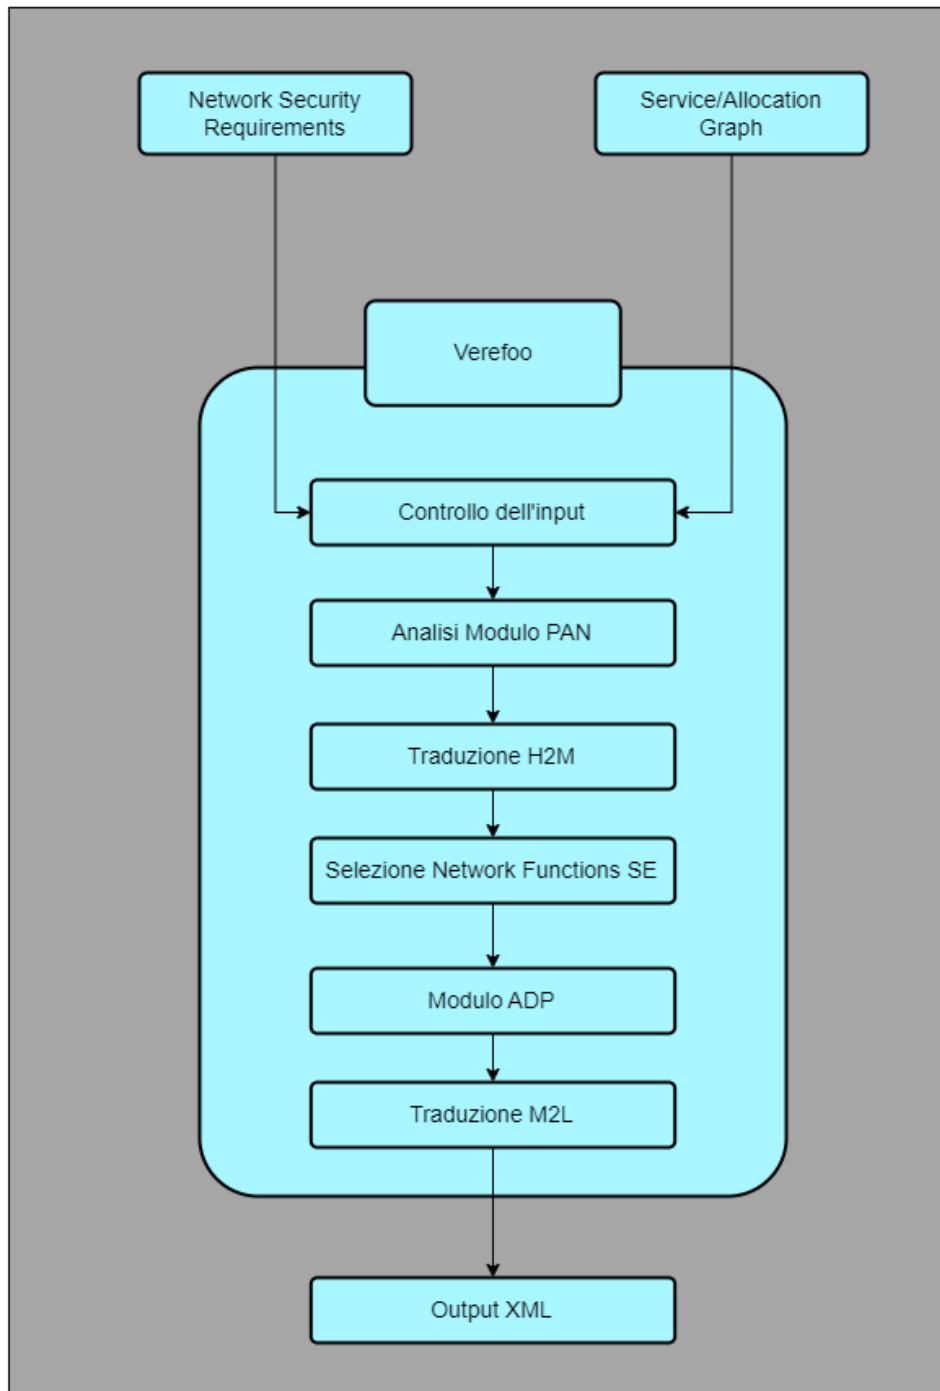 Network Security
Requirements
Service/Allocation
Graph
Verefoo
Controllo dell'input
Analisi Modulo PAN
Traduzione H2M
Selezione Network Functions SE
Modulo ADP
Traduzione M2L
Output XML